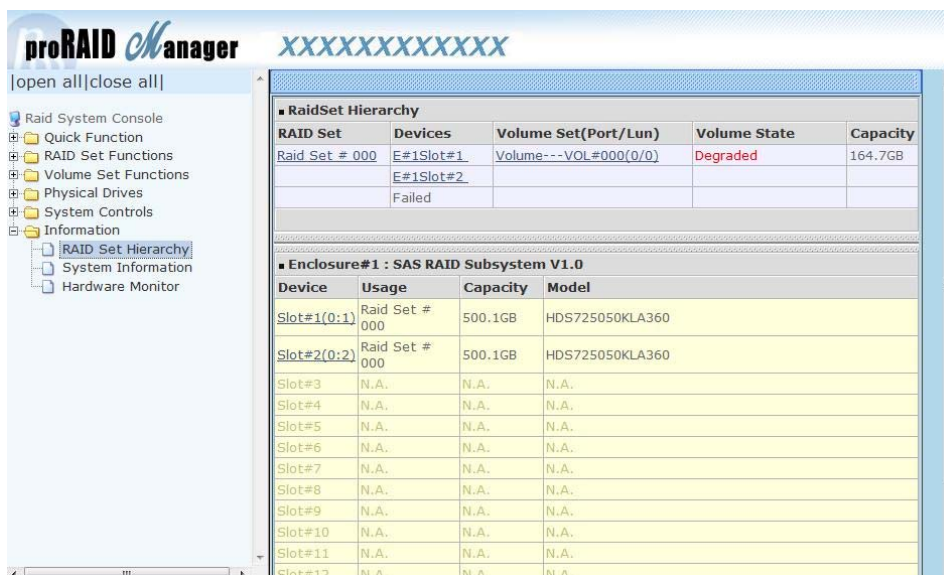 proRAID Manager XXXXXXXXXXXXX
|open all|close all|
Raid System Console
Quick Function
RAID Set Functions
Volume Set Functions
Physical Drives
System Controls
Information
RAID Set Hierarchy
System Information
Hardware Monitor
RaidSet Hierarchy
RAID Set Devices Volume Set(Port/Lun) Volume State Capacity
Raid Set # 000 E#1Slot#1 Volume---VOL#000(0/0) Degraded 164.7GB
E#1Slot#2
Failed
Enclosure#1 : SAS RAID Subsystem V1.0
Device Usage Capacity Model
Slot#1(0:1) Raid Set # 000 500.1GB HDS725050KLA360
Slot#2(0:2) Raid Set # 000 500.1GB HDS725050KLA360
Slot#3 N.A. N.A. N.A.
Slot#4 N.A. N.A. N.A.
Slot#5 N.A. N.A. N.A.
Slot#6 N.A. N.A. N.A.
Slot#7 N.A. N.A. N.A.
Slot#8 N.A. N.A. N.A.
Slot#9 N.A. N.A. N.A.
Slot#10 N.A. N.A. N.A.
Slot#11 N.A. N.A. N.A.
Slot#12 N.A. N.A. N.A.